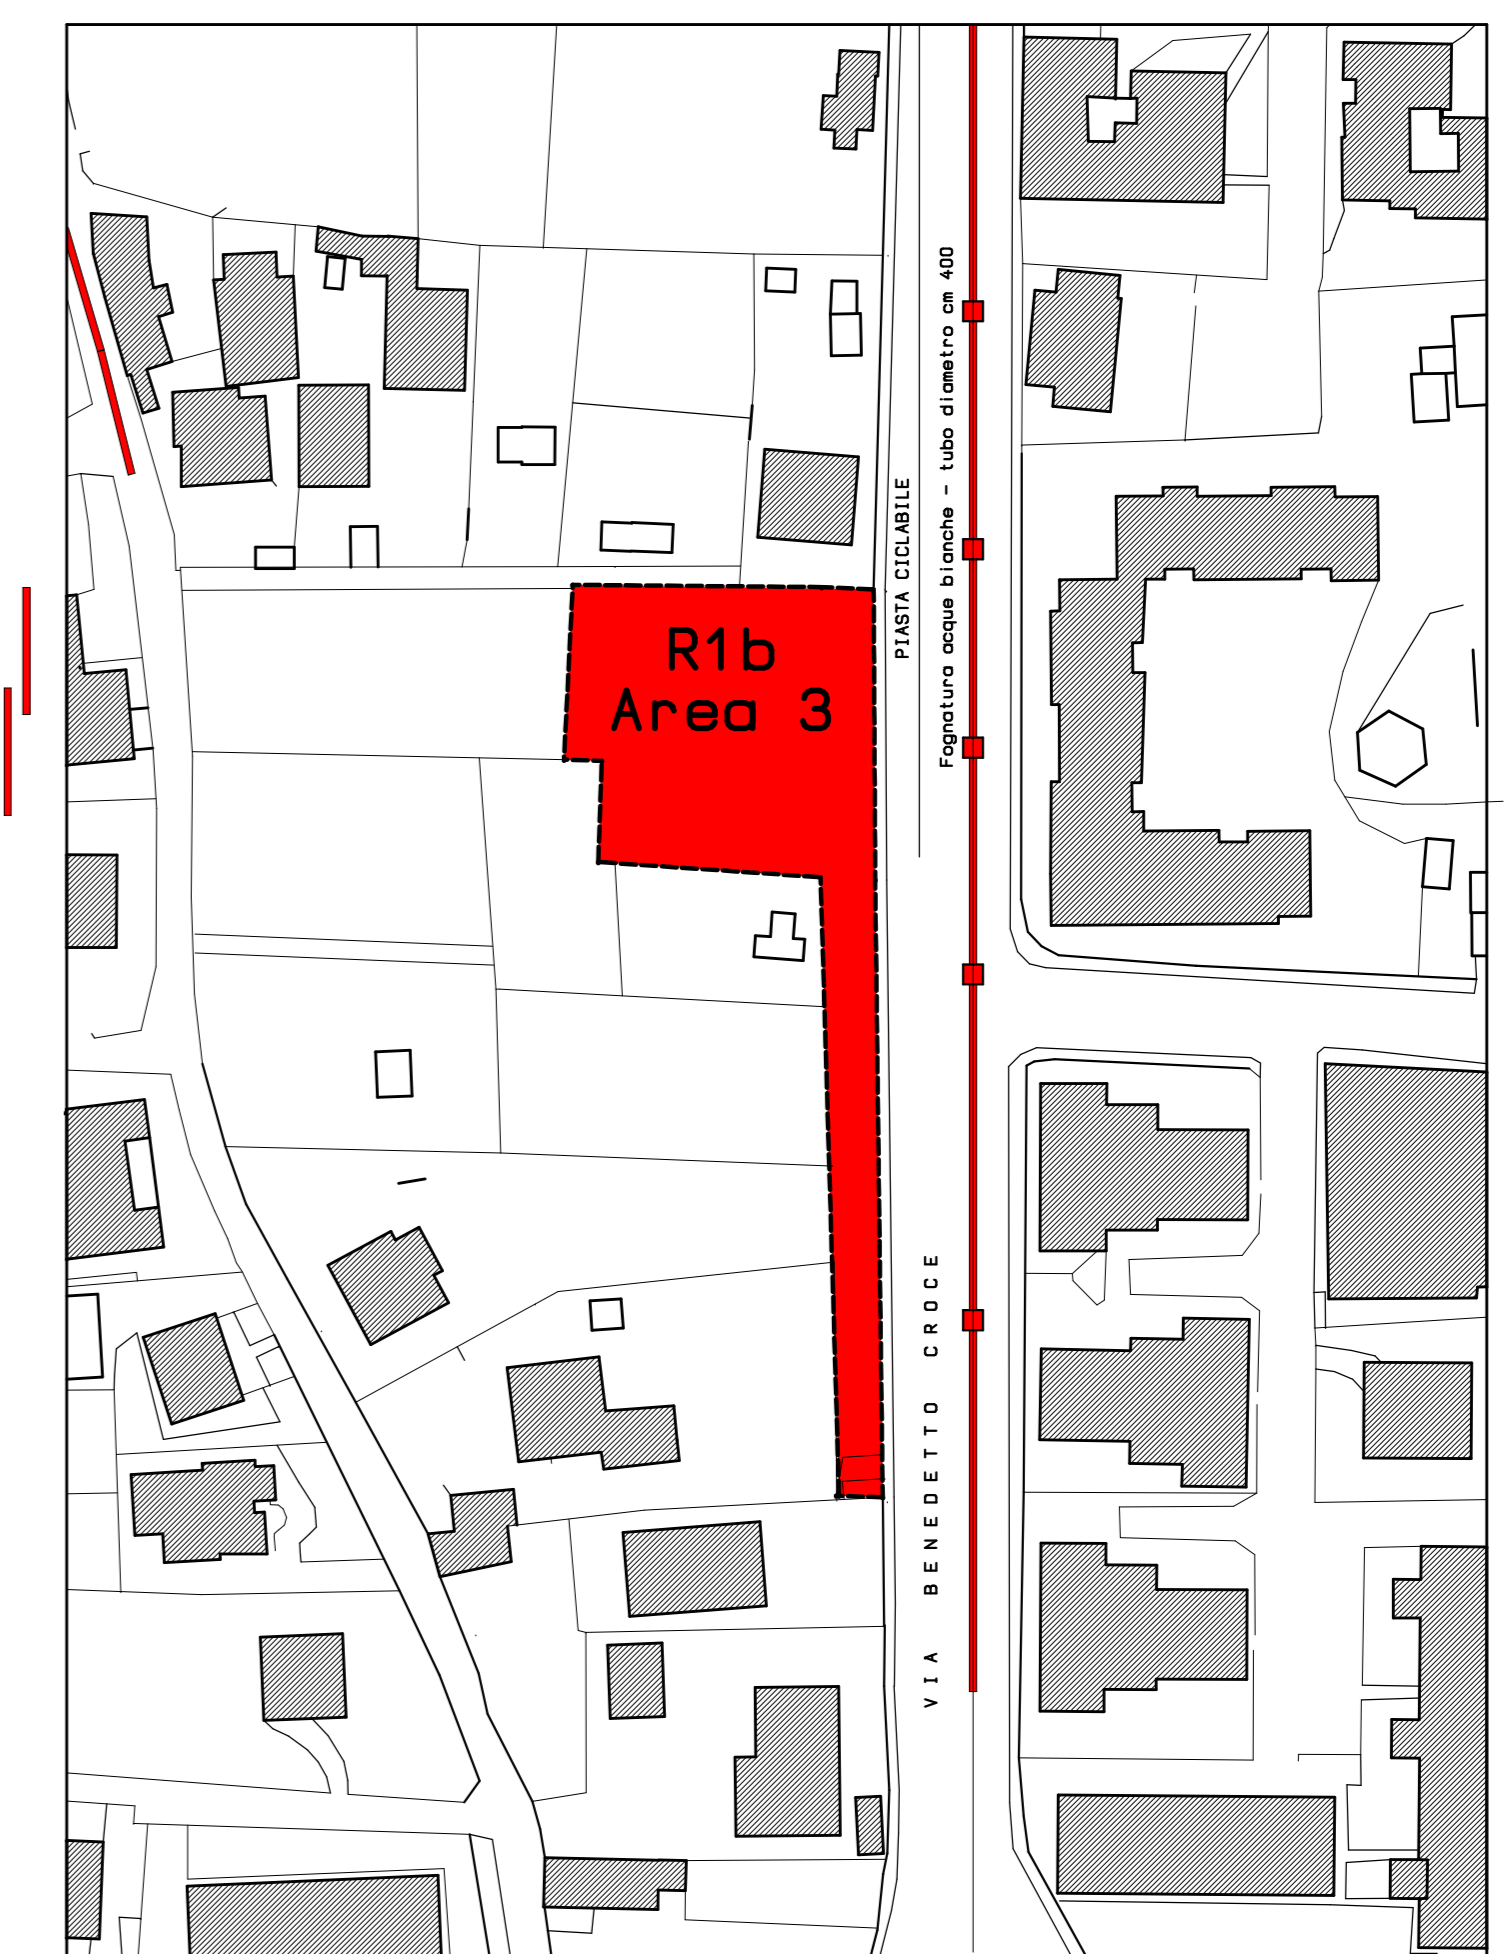 R1b
Area 3
PIASTA CICLABILE
Fognatura acque bianche - tubo diametro cm 400
VIA BENEDETTO CROCE